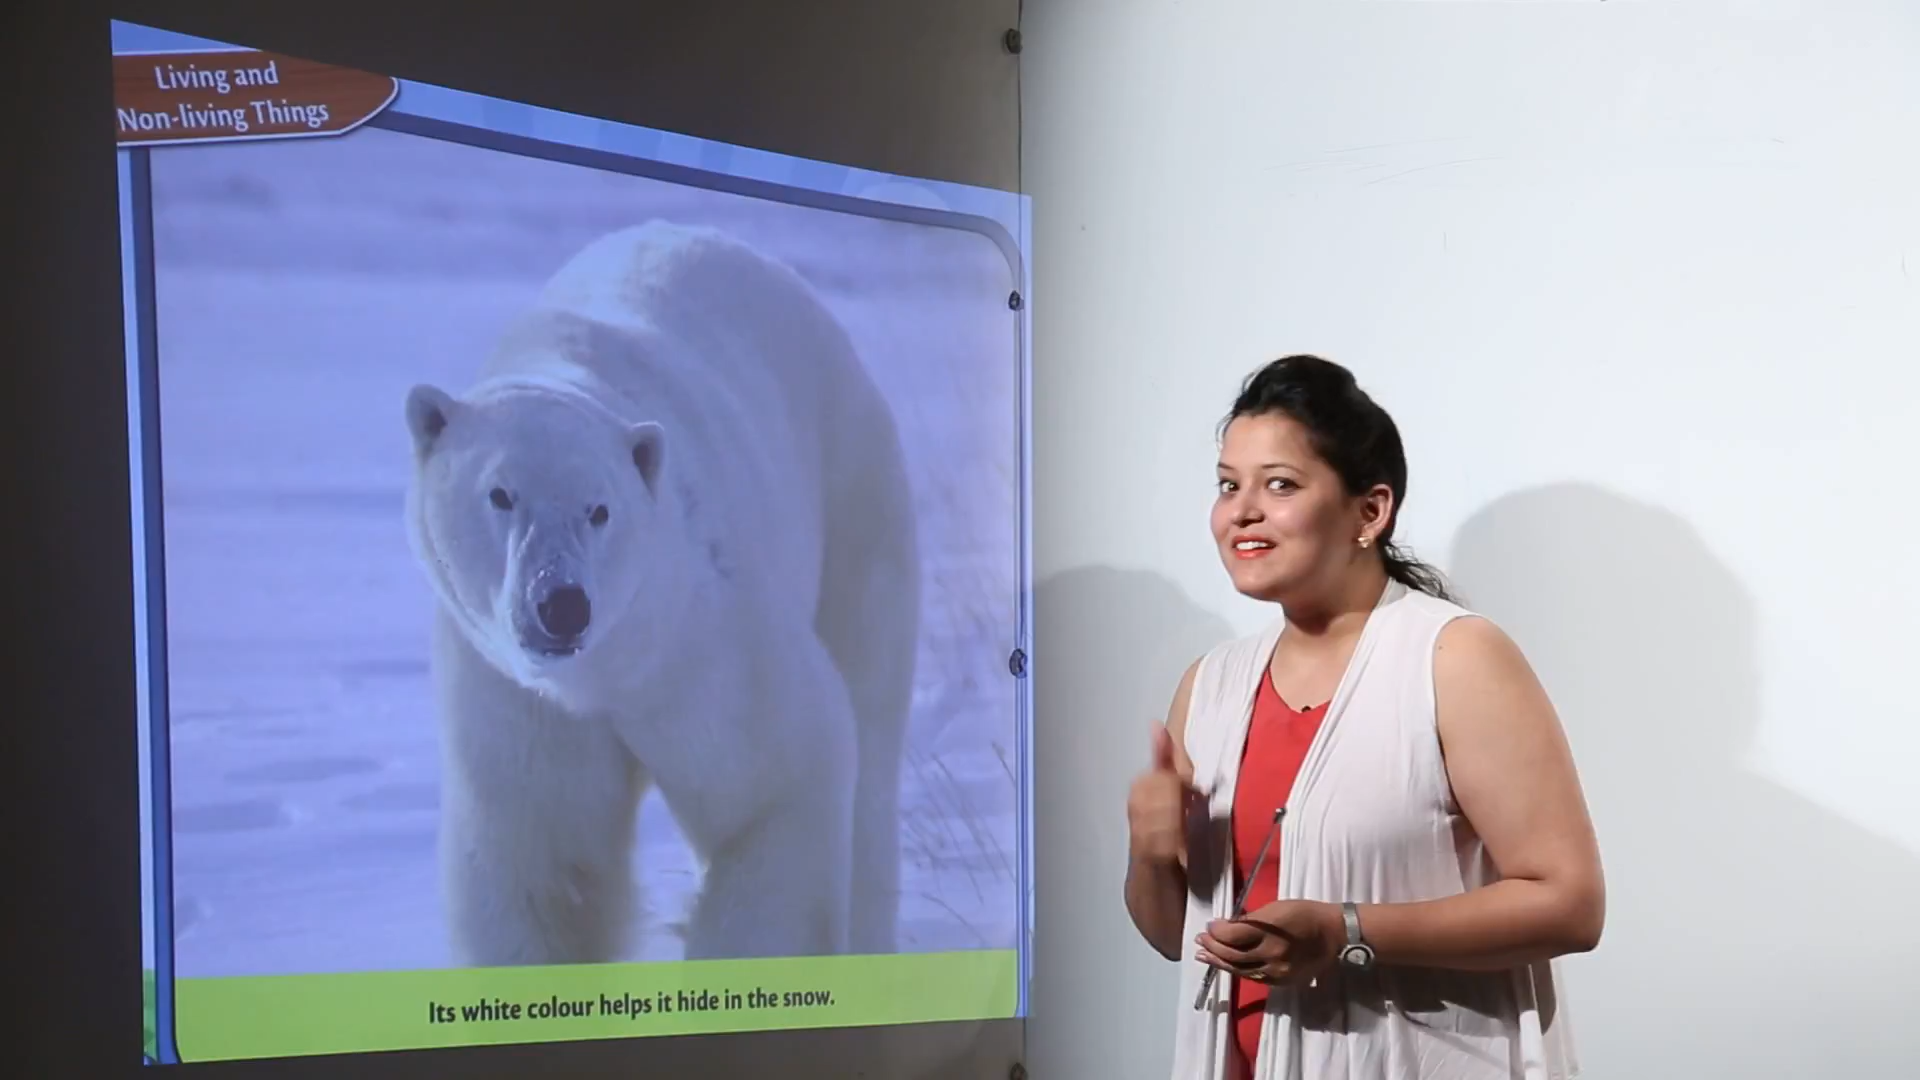 Living and
Non-living Things
Its white colour helps it hide in the snow.